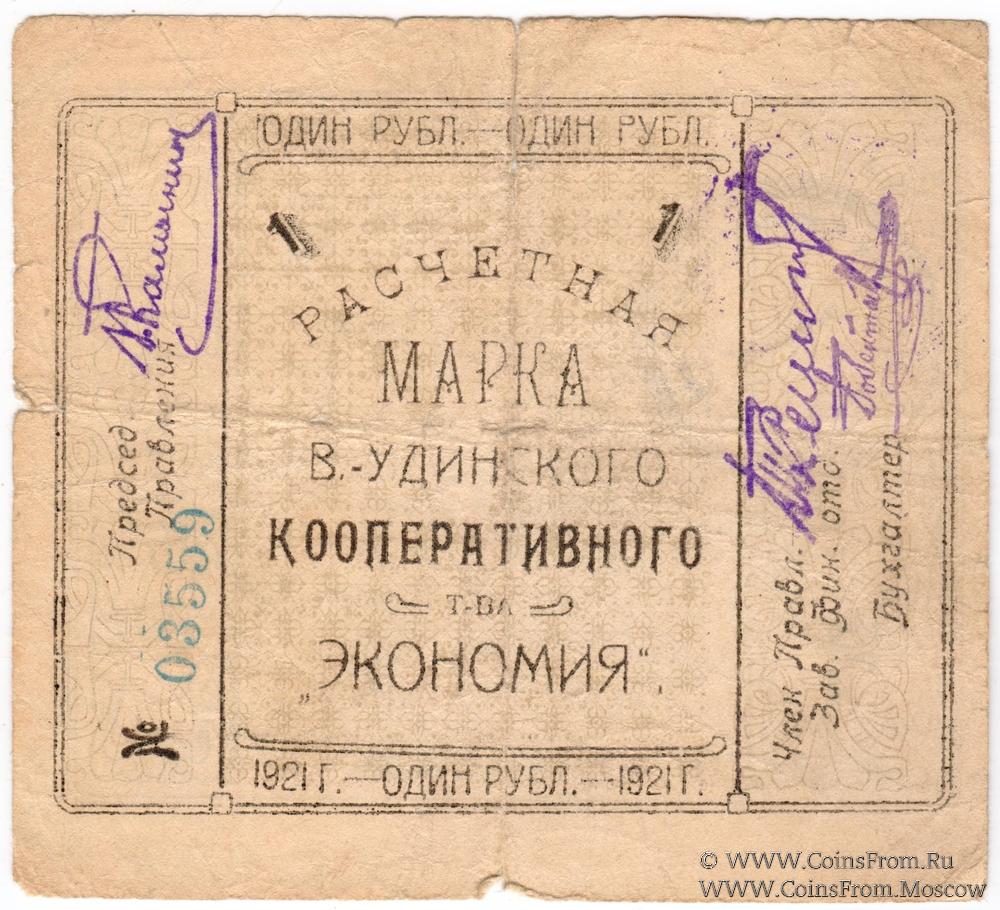 ОДИН РУБЛ.—ОДИН РУБЛ.
1 1
РАСЧЕТНАЯ
МАРКА
В.-УДИНСКОГО
КООПЕРАТИВНОГО
Т-ВА
„ЭКОНОМИЯ“.
1921 Г.—ОДИН РУБЛ.—1921 Г.
Председ.
Правления
№ 03559
Член Правл.
Зав. Фин. отд.
Бухгалтер
© WWW.CoinsFrom.Ru
WWW.CoinsFrom.Moscow